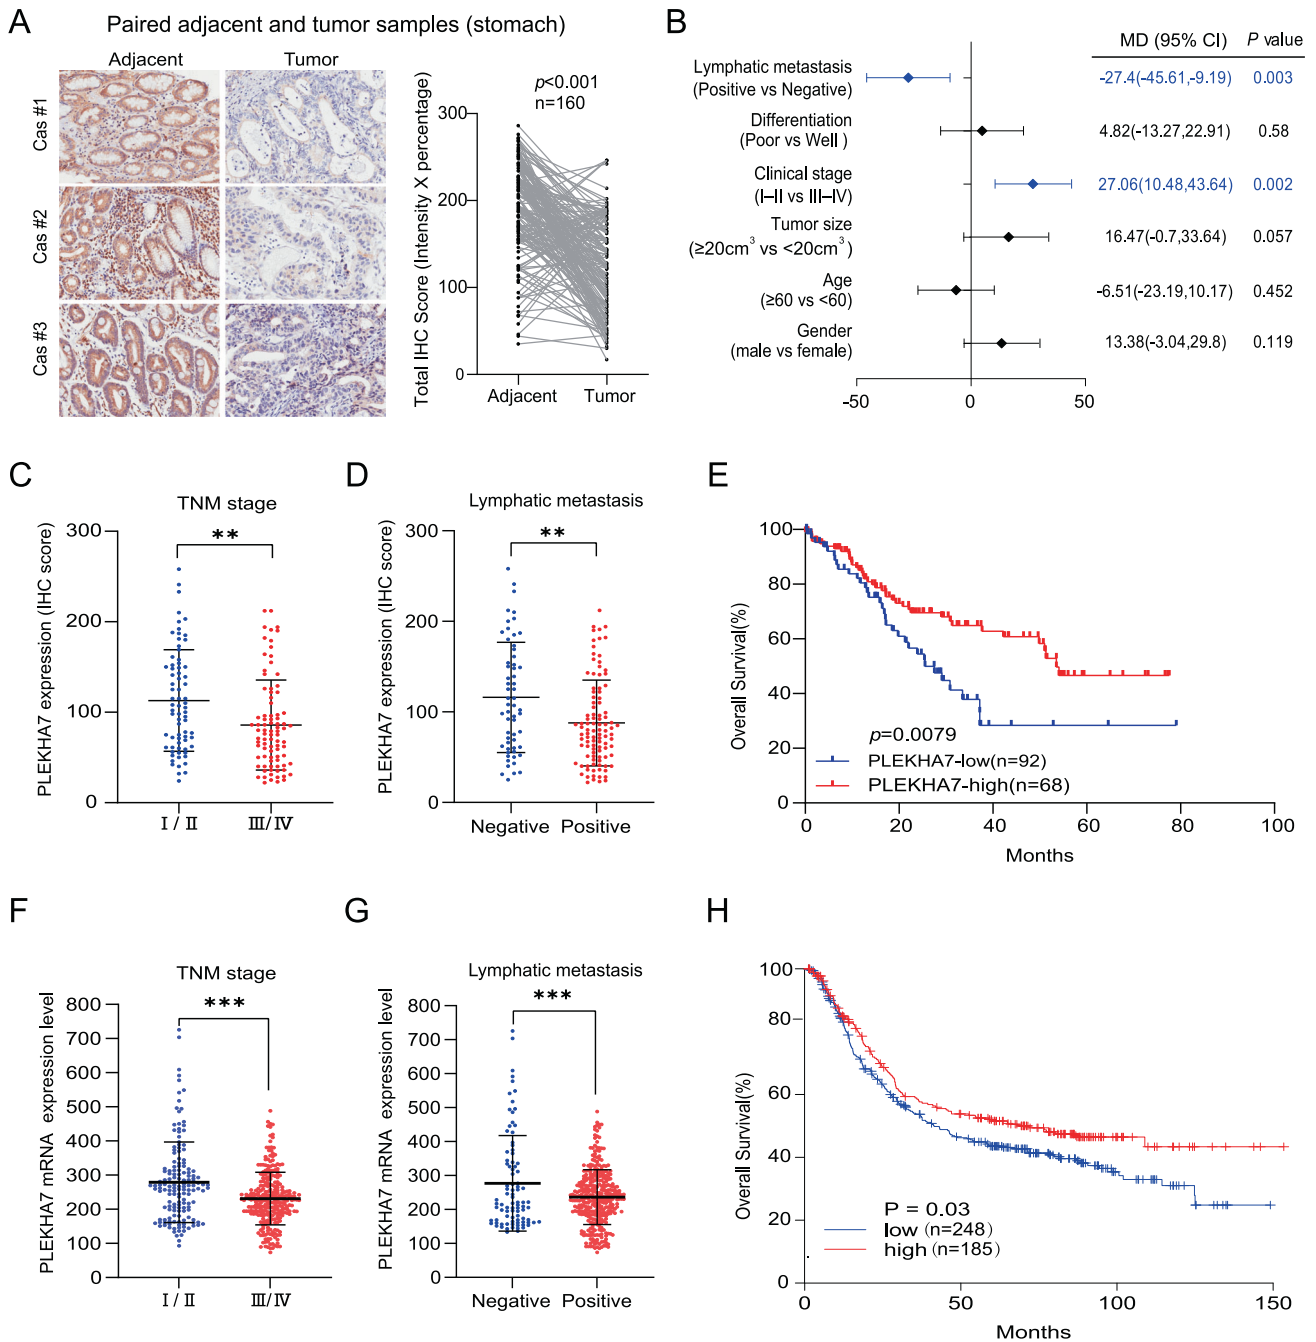 A
Paired adjacent and tumor samples (stomach)
Adjacent
Tumor
Cas #1
Cas #2
Cas #3
p<0.001
n=160
Total IHC Score (Intensity X percentage)
300
200
100
0
Adjacent
Tumor
B
MD (95% CI)
P value
Lymphatic metastasis
(Positive vs Negative)
-27.4(-45.61,-9.19)
0.003
Differentiation
(Poor vs Well )
4.82(-13.27,22.91)
0.58
Clinical stage
(I–II vs III–IV)
27.06(10.48,43.64)
0.002
Tumor size
(≥20cm³ vs <20cm³)
16.47(-0.7,33.64)
0.057
Age
(≥60 vs <60)
-6.51(-23.19,10.17)
0.452
Gender
(male vs female)
13.38(-3.04,29.8)
0.119
-50
0
50
C
TNM stage
**
PLEKHA7 expression (IHC score)
300
200
100
0
Ⅰ / Ⅱ
Ⅲ/Ⅳ
D
Lymphatic metastasis
**
PLEKHA7 expression (IHC score)
300
200
100
0
Negative
Positive
E
Overall Survival(%)
100
80
60
40
20
0
p=0.0079
PLEKHA7-low(n=92)
PLEKHA7-high(n=68)
0
20
40
60
80
100
Months
F
TNM stage
***
PLEKHA7 mRNA expression level
800
700
600
500
400
300
200
100
0
Ⅰ / Ⅱ
Ⅲ/Ⅳ
G
Lymphatic metastasis
***
PLEKHA7 mRNA expression level
800
700
600
500
400
300
200
100
0
Negative
Positive
H
Overall Survival(%)
100
80
60
40
20
0
P = 0.03
low (n=248)
high (n=185)
0
50
100
150
Months